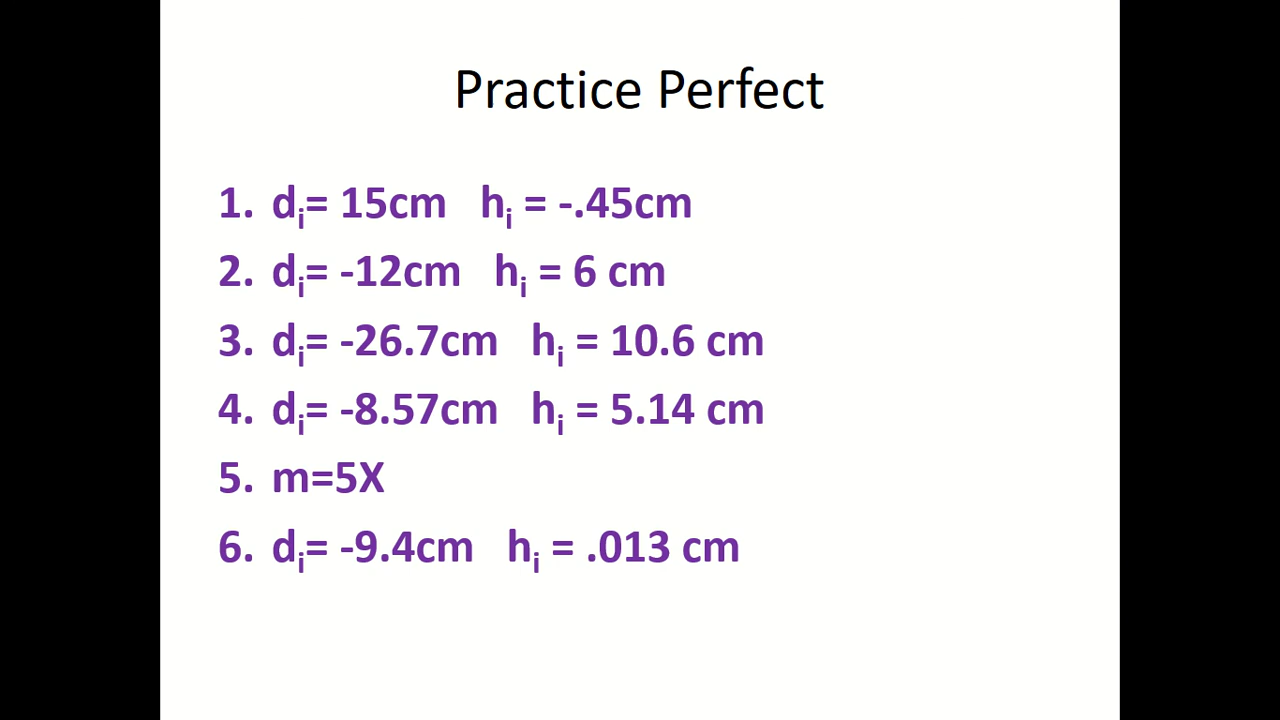 Practice Perfect
1. di= 15cm hi = -.45cm
2. di= -12cm hi = 6 cm
3. di= -26.7cm hi = 10.6 cm
4. di= -8.57cm hi = 5.14 cm
5. m=5X
6. di= -9.4cm hi = .013 cm